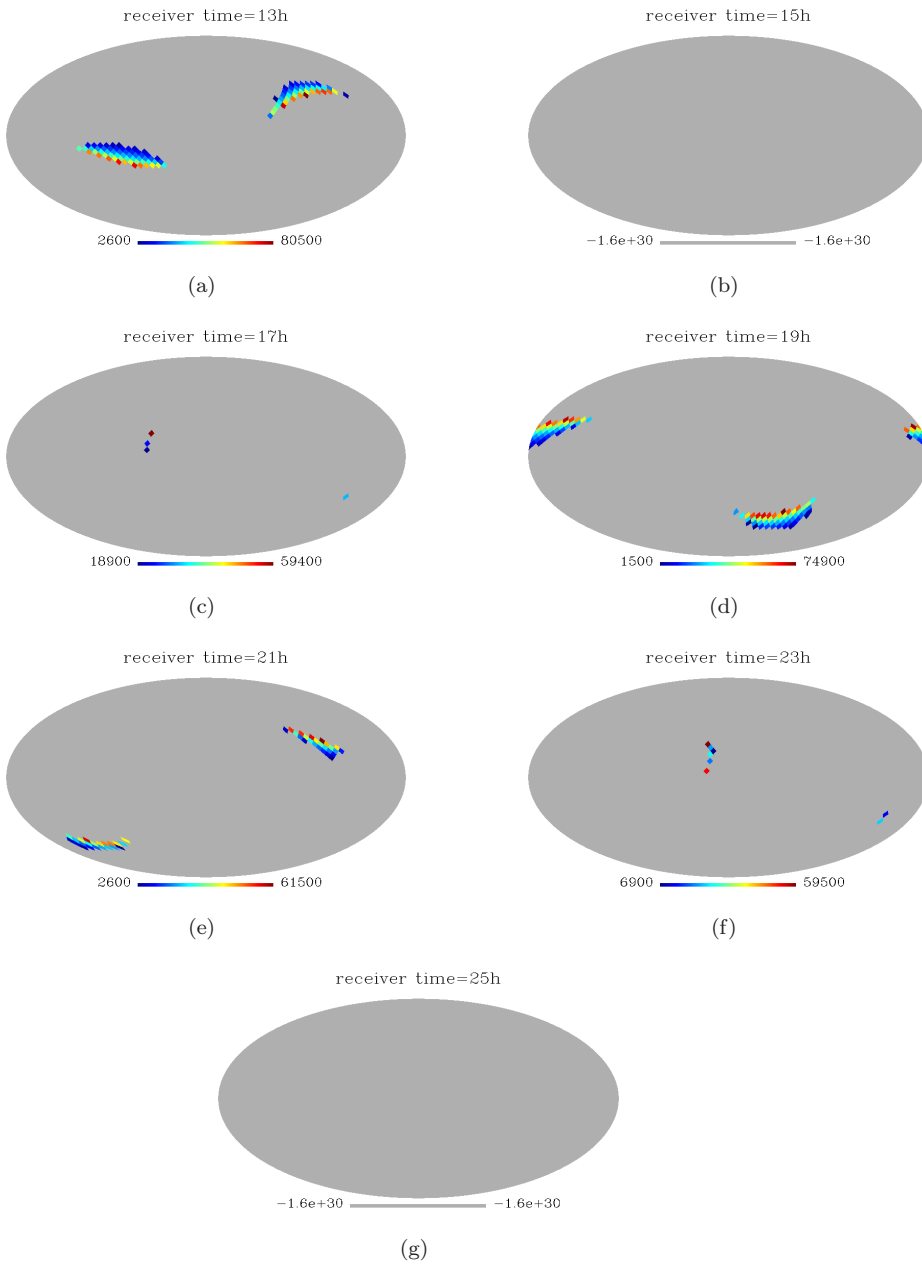 receiver time=13h
receiver time=15h
2600 80500
−1.6e+30 −1.6e+30
(a)
(b)
receiver time=17h
receiver time=19h
18900 59400
1500 74900
(c)
(d)
receiver time=21h
receiver time=23h
2600 61500
6900 59500
(e)
(f)
receiver time=25h
−1.6e+30 −1.6e+30
(g)